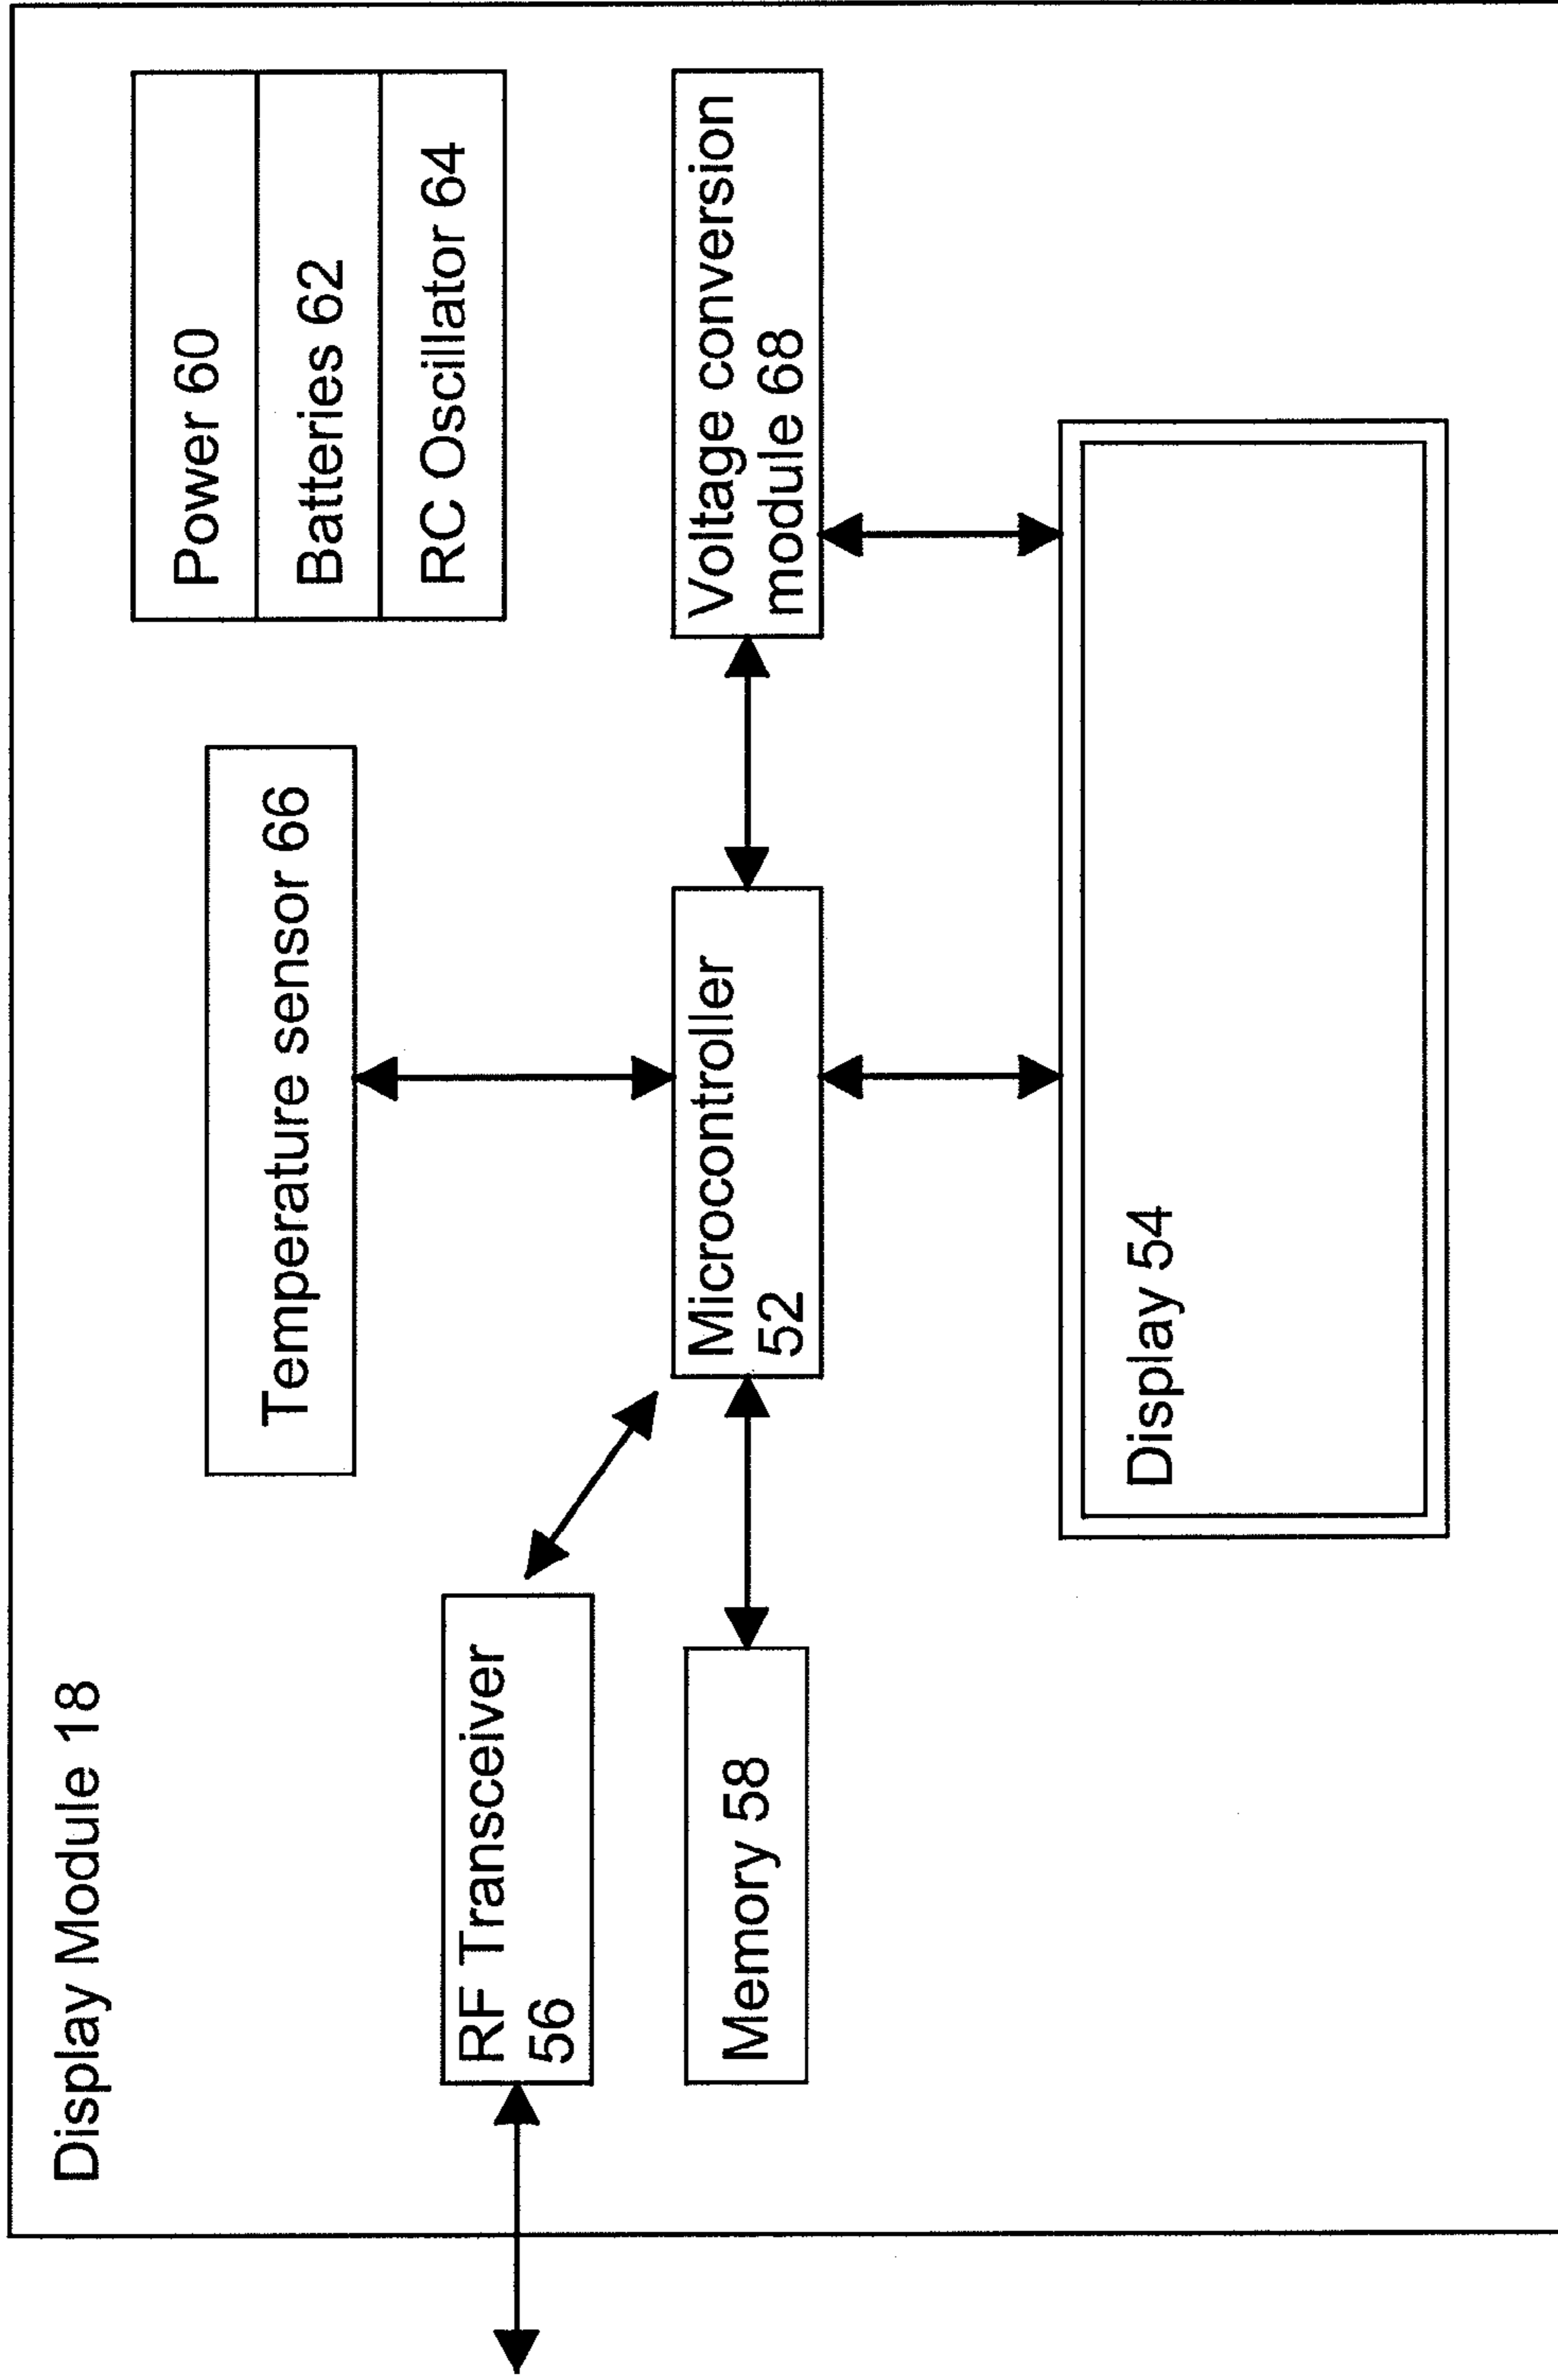 Display Module 18
Power 60
Batteries 62
RC Oscillator 64
Temperature sensor 66
RF Transceiver
56
Memory 58
Microcontroller
52
Voltage conversion
module 68
Display 54